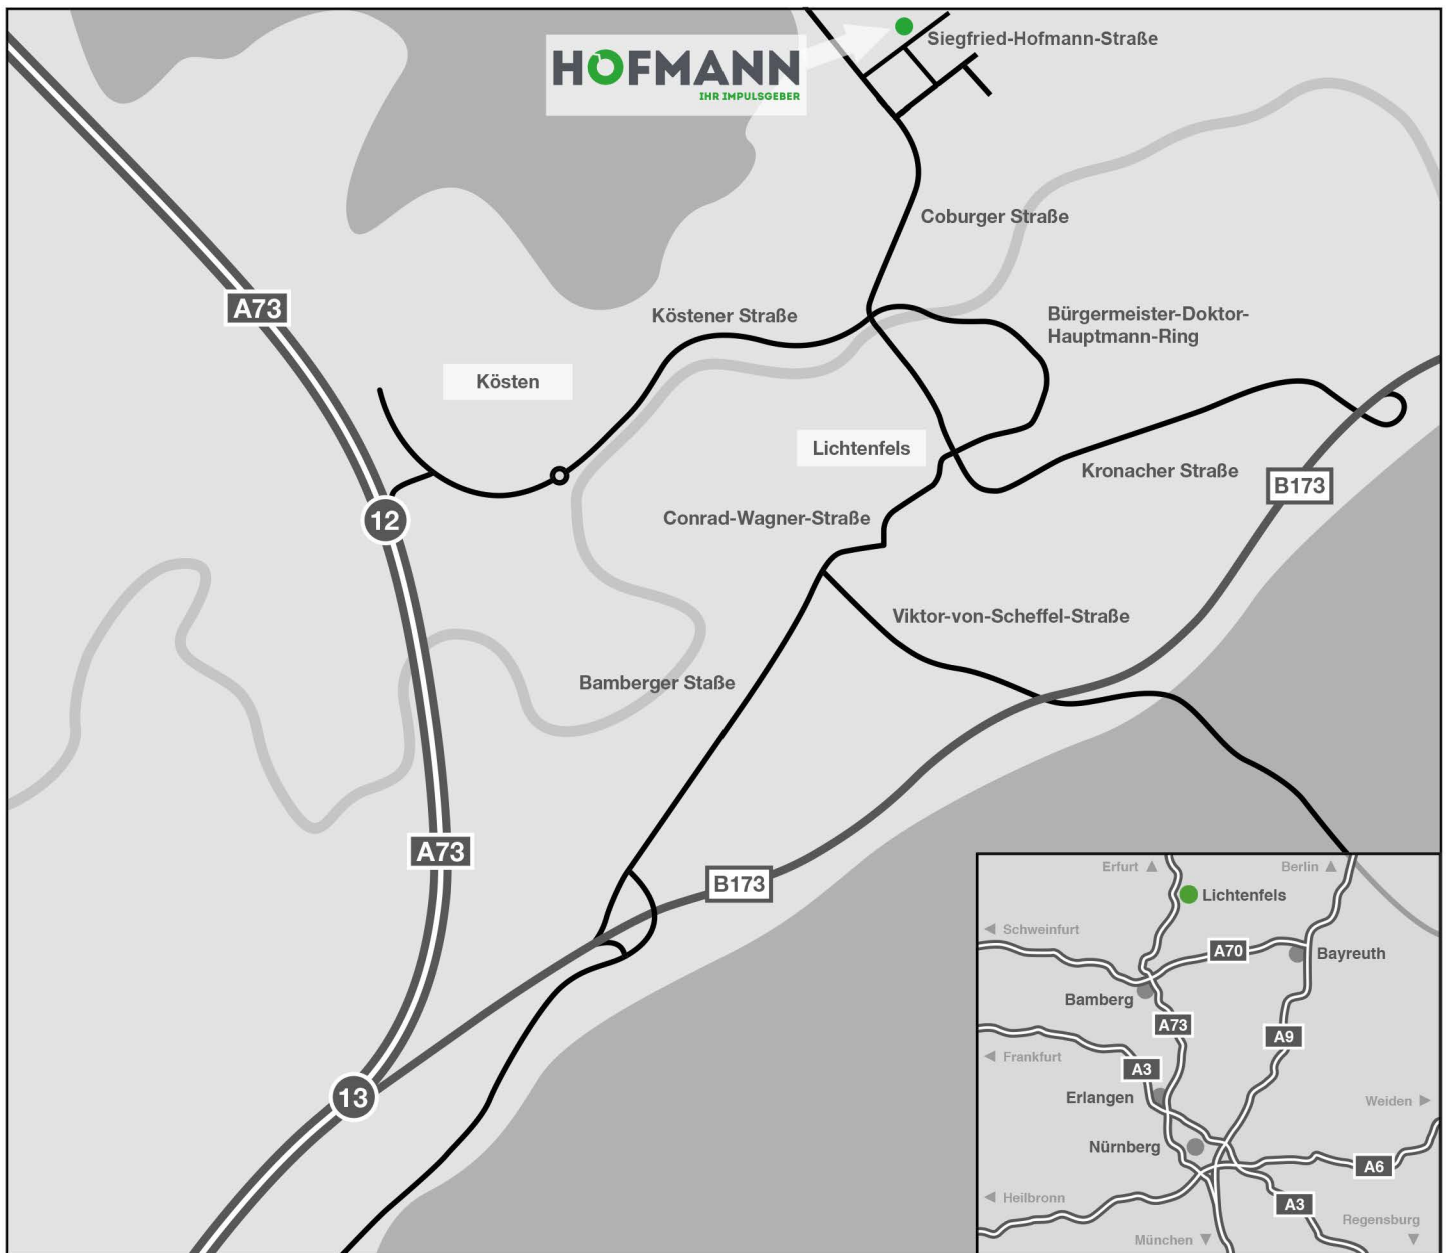 Siegfried-Hofmann-Straße
HOFMANN
IHR IMPULSGEBER
Coburger Straße
A73
Köstener Straße
Bürgermeister-Doktor-
Hauptmann-Ring
Kösten
Lichtenfels
Kronacher Straße
B173
12
Conrad-Wagner-Straße
Viktor-von-Scheffel-Straße
Bamberger Staße
A73
B173
13
Erfurt
Berlin
Lichtenfels
Schweinfurt
A70
Bayreuth
Bamberg
A73
A9
Frankfurt
A3
Erlangen
Weiden
Nürnberg
A6
Heilbronn
A3
Regensburg
München